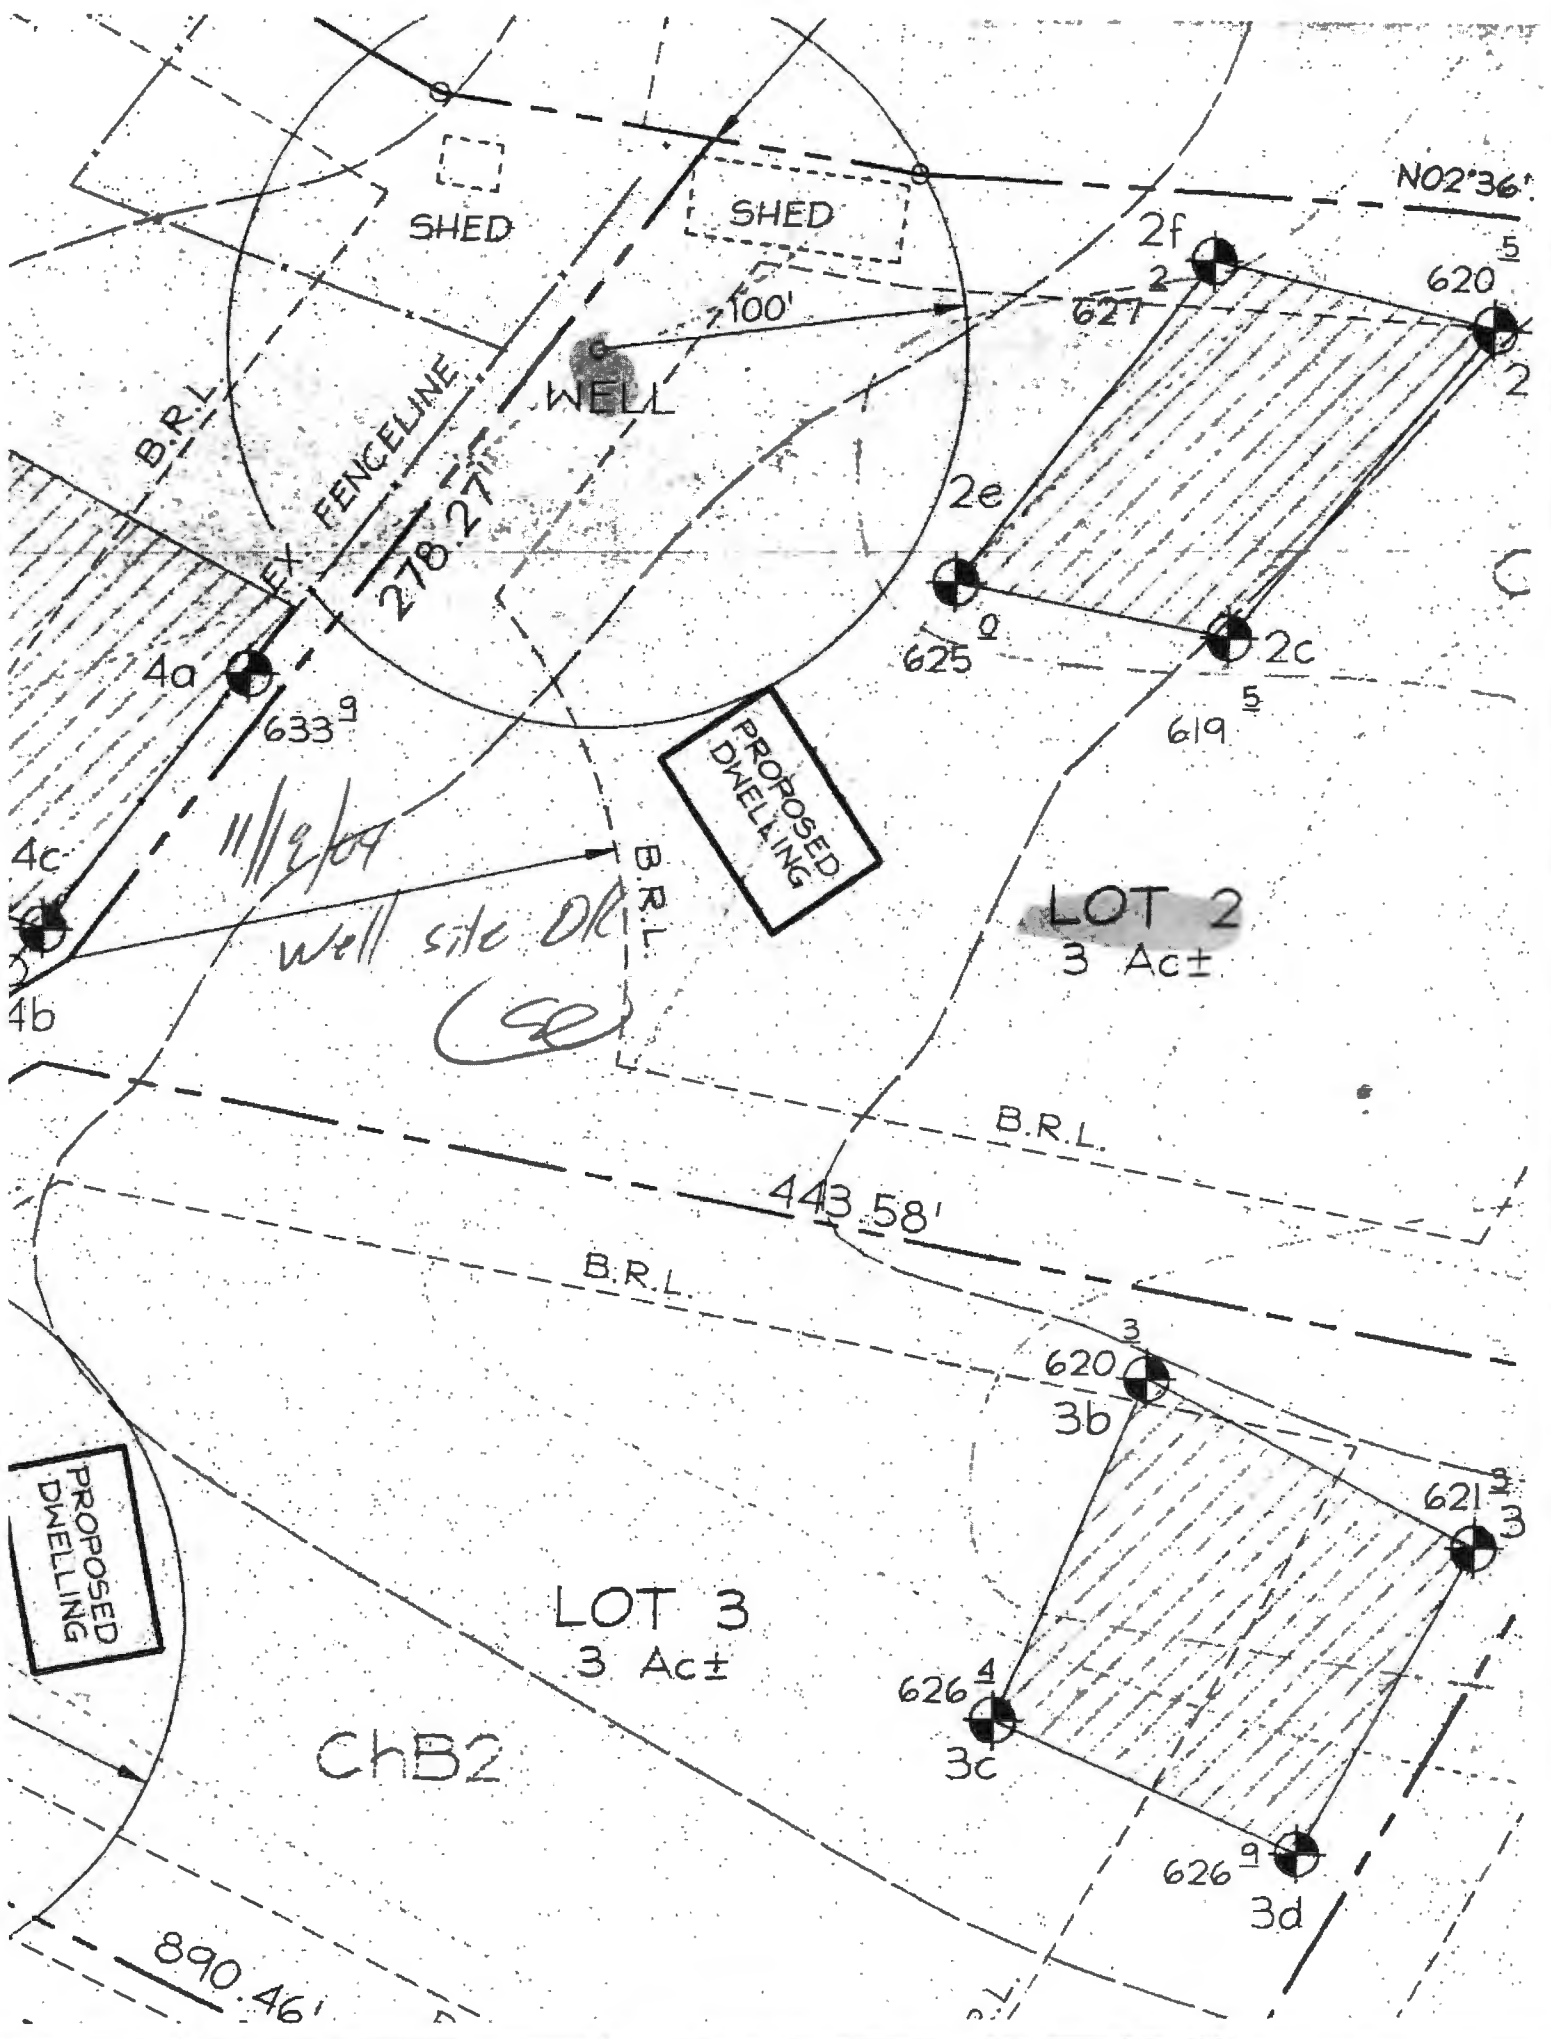 N02°36'
SHED
SHED
2f
2
627
620 5
2
100'
WELL
B.R.L
EX. FENCELINE
278.27'
2e
625 0
2c
619 5
4a
633 9
PROPOSED
DWELLING
11/12/04
4c
B.R.L.
well site OK
LOT 2
3 Ac±
4b
B.R.L.
443.58'
B.R.L.
620 3
3b
621
3
PROPOSED
DWELLING
LOT 3
3 Ac±
626 4
3c
ChB2
626 9
3d
890.46'